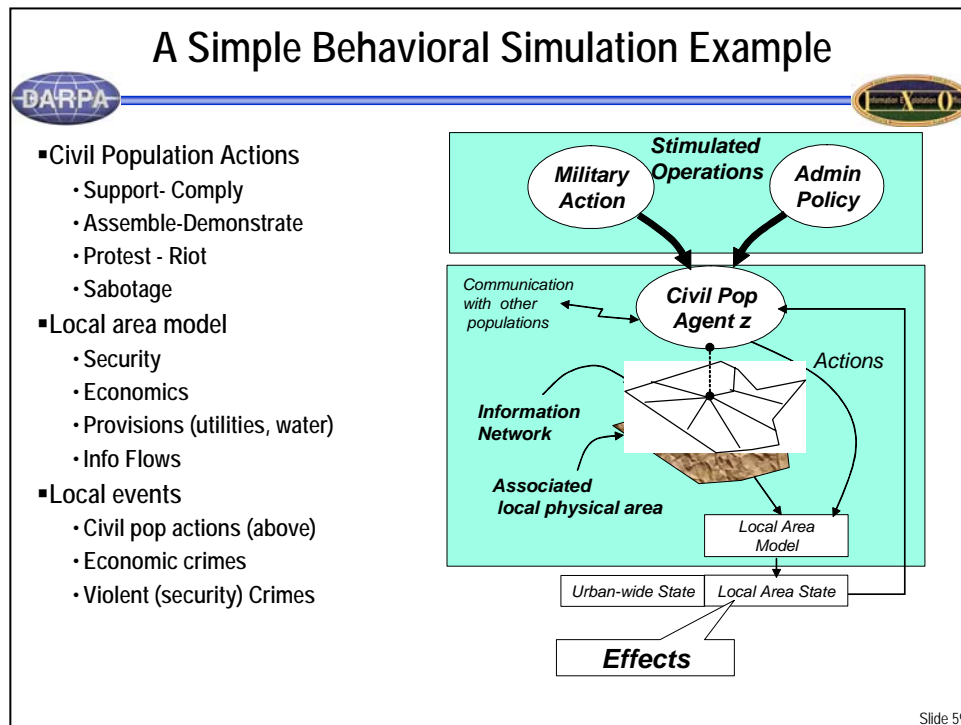 A Simple Behavioral Simulation Example
DARPA
Information EXploitation Office
▪Civil Population Actions
• Support- Comply
• Assemble-Demonstrate
• Protest - Riot
• Sabotage
▪Local area model
• Security
• Economics
• Provisions (utilities, water)
• Info Flows
▪Local events
• Civil pop actions (above)
• Economic crimes
• Violent (security) Crimes
Stimulated
Operations
Military
Action
Admin
Policy
Communication
with other
populations
Civil Pop
Agent z
Actions
Information
Network
Associated
local physical area
Local Area
Model
Urban-wide State
Local Area State
Effects